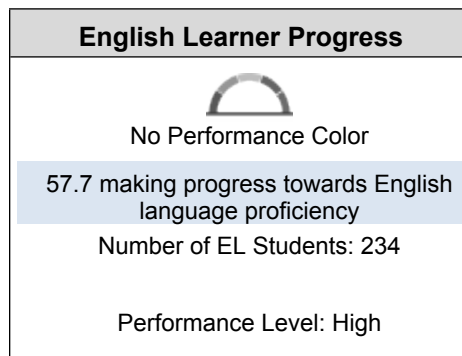 English Learner Progress
No Performance Color
57.7 making progress towards English
language proficiency
Number of EL Students: 234
Performance Level: High